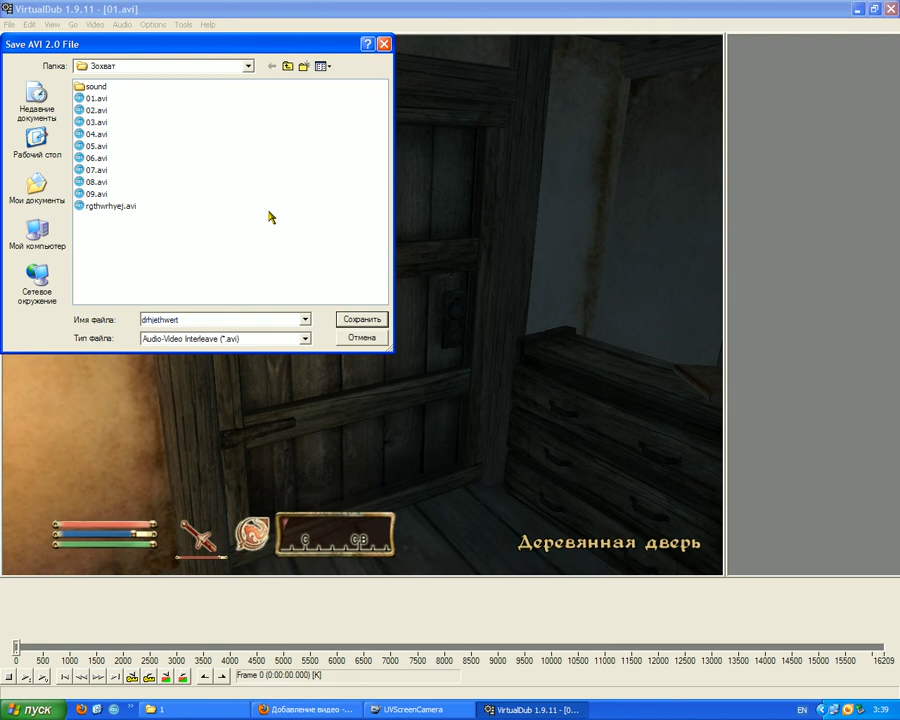 VirtualDub 1.9.11 - [01.avi]
File Edit View Go Video Audio Options Tools Help
Save AVI 2.0 File
Папка: Зохват
Недавние документы
Рабочий стол
Мои документы
Мой компьютер
Сетевое окружение
sound
01.avi
02.avi
03.avi
04.avi
05.avi
06.avi
07.avi
08.avi
09.avi
rgthwrhyej.avi
Имя файла: drhjethwert Сохранить
Тип файла: Audio-Video Interleave (*.avi) Отмена
С СВ
Деревянная дверь
0 500 1000 1500 2000 2500 3000 3500 4000 4500 5000 5500 6000 6500 7000 7500 8000 8500 9000 9500 10000 10500 11000 11500 12000 12500 13000 13500 14000 14500 15000 15500 16209
Frame 0 (0:00:00.000) [K]
пуск 1 Добавление видео -... UVScreenCamera VirtualDub 1.9.11 - [0... EN 3:39